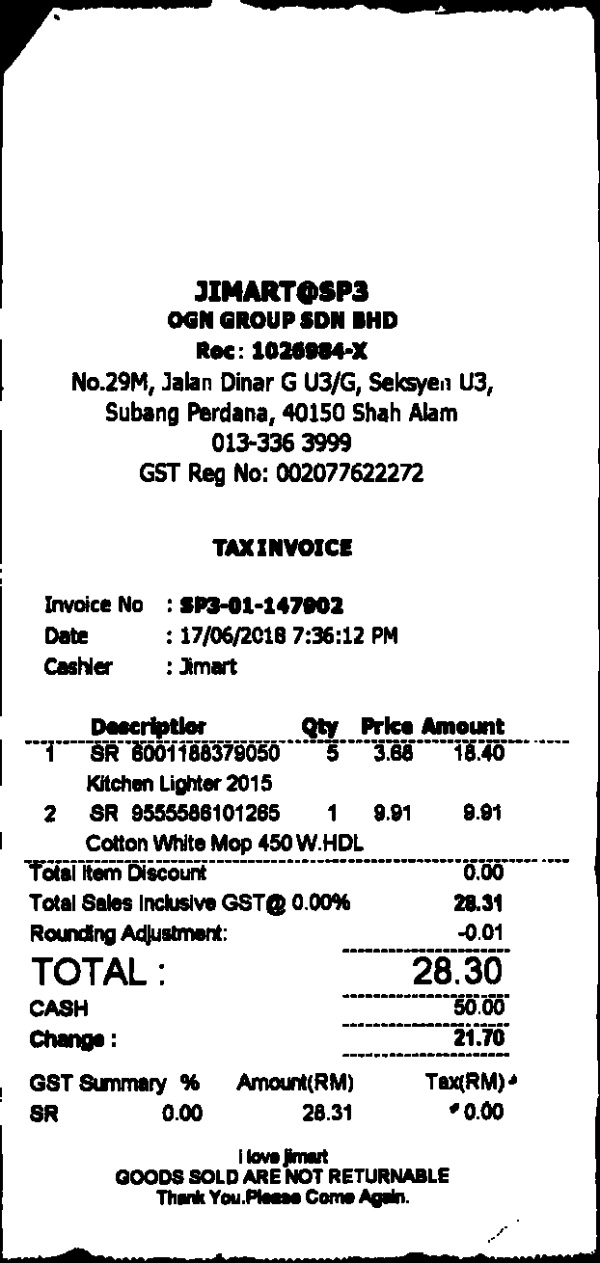 JIMART@SP3
OGN GROUP SDN BHD
Roc: 1026984-X
No.29M, Jalan Dinar G U3/G, Seksyen U3,
Subang Perdana, 40150 Shah Alam
013-336 3999
GST Reg No: 002077622272
TAX INVOICE
Invoice No : SP3-01-147902
Date : 17/06/2018 7:36:12 PM
Cashier : Jimart
Description Qty Price Amount
1 SR 6001188379050 5 3.68 18.40
Kitchen Lighter 2015
2 SR 9555586101265 1 9.91 9.91
Cotton White Mop 450 W.HDL
Total Item Discount 0.00
Total Sales Inclusive GST@ 0.00% 28.31
Rounding Adjustment: -0.01
TOTAL : 28.30
CASH 50.00
Change : 21.70
GST Summary % Amount(RM) Tax(RM)
SR 0.00 28.31 0.00
i love jimart
GOODS SOLD ARE NOT RETURNABLE
Thank You.Please Come Again.